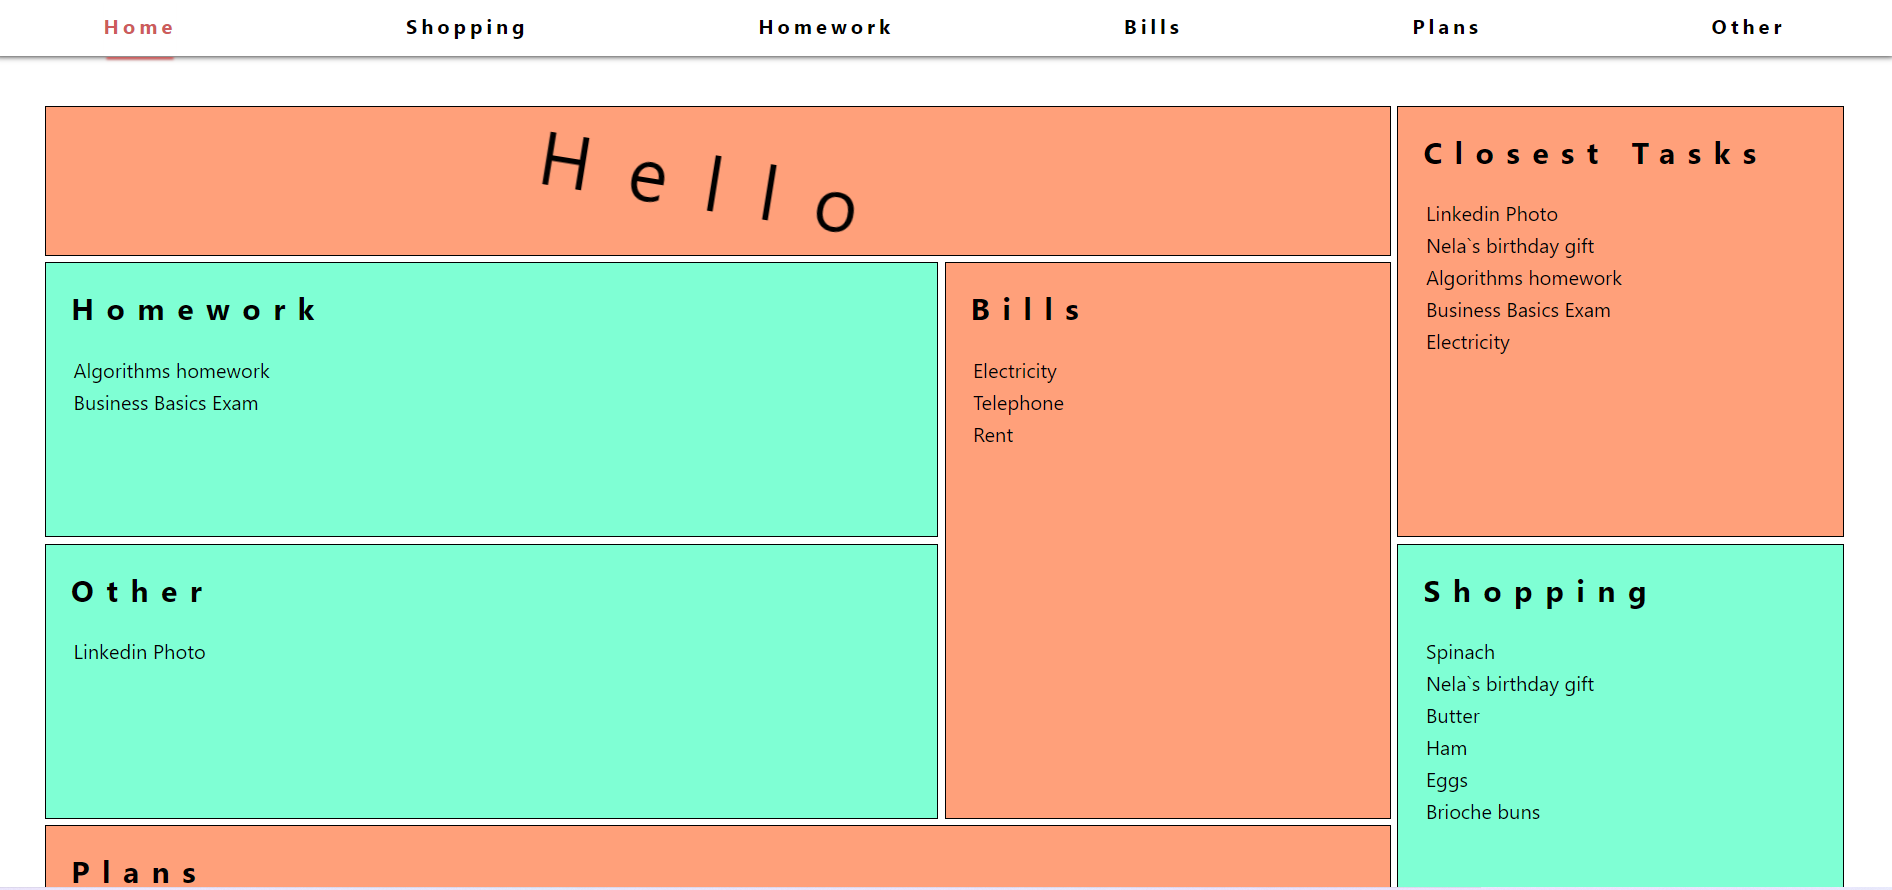 Home Shopping Homework Bills Plans Other
Hello
Closest Tasks
Linkedin Photo
Nela`s birthday gift
Algorithms homework
Business Basics Exam
Electricity
Homework
Algorithms homework
Business Basics Exam
Bills
Electricity
Telephone
Rent
Other
Linkedin Photo
Shopping
Spinach
Nela`s birthday gift
Butter
Ham
Eggs
Brioche buns
Plans